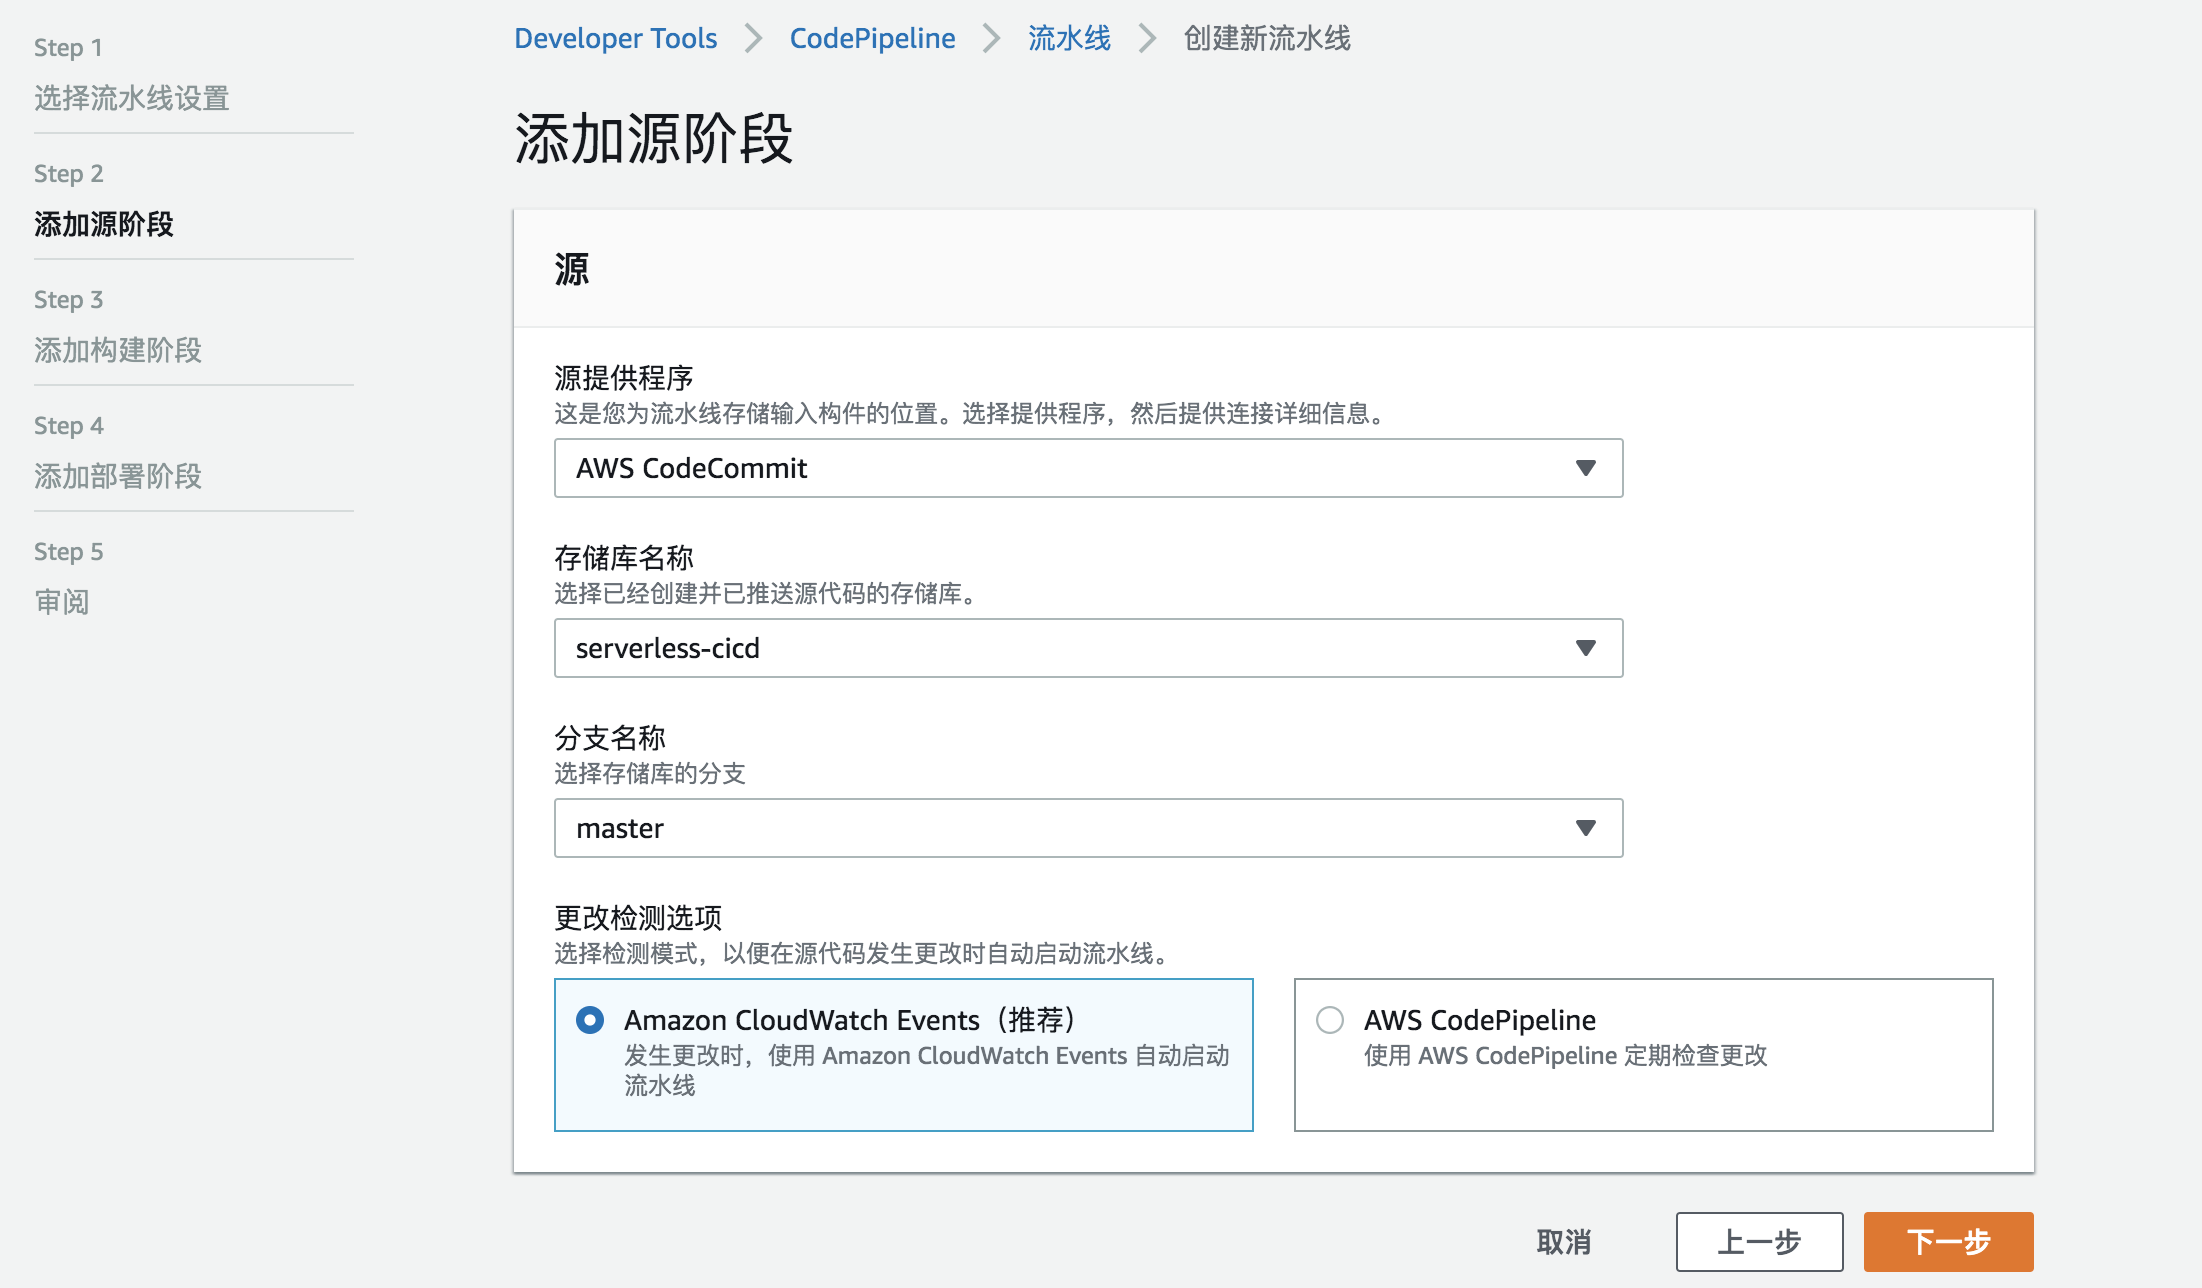 Step 1
选择流水线设置
Step 2
添加源阶段
Step 3
添加构建阶段
Step 4
添加部署阶段
Step 5
审阅
Developer Tools > CodePipeline > 流水线 > 创建新流水线
添加源阶段
源
源提供程序
这是您为流水线存储输入构件的位置。选择提供程序，然后提供连接详细信息。
AWS CodeCommit
存储库名称
选择已经创建并已推送源代码的存储库。
serverless-cicd
分支名称
选择存储库的分支
master
更改检测选项
选择检测模式，以便在源代码发生更改时自动启动流水线。
Amazon CloudWatch Events（推荐）
发生更改时，使用 Amazon CloudWatch Events 自动启动
流水线
AWS CodePipeline
使用 AWS CodePipeline 定期检查更改
取消
上一步
下一步